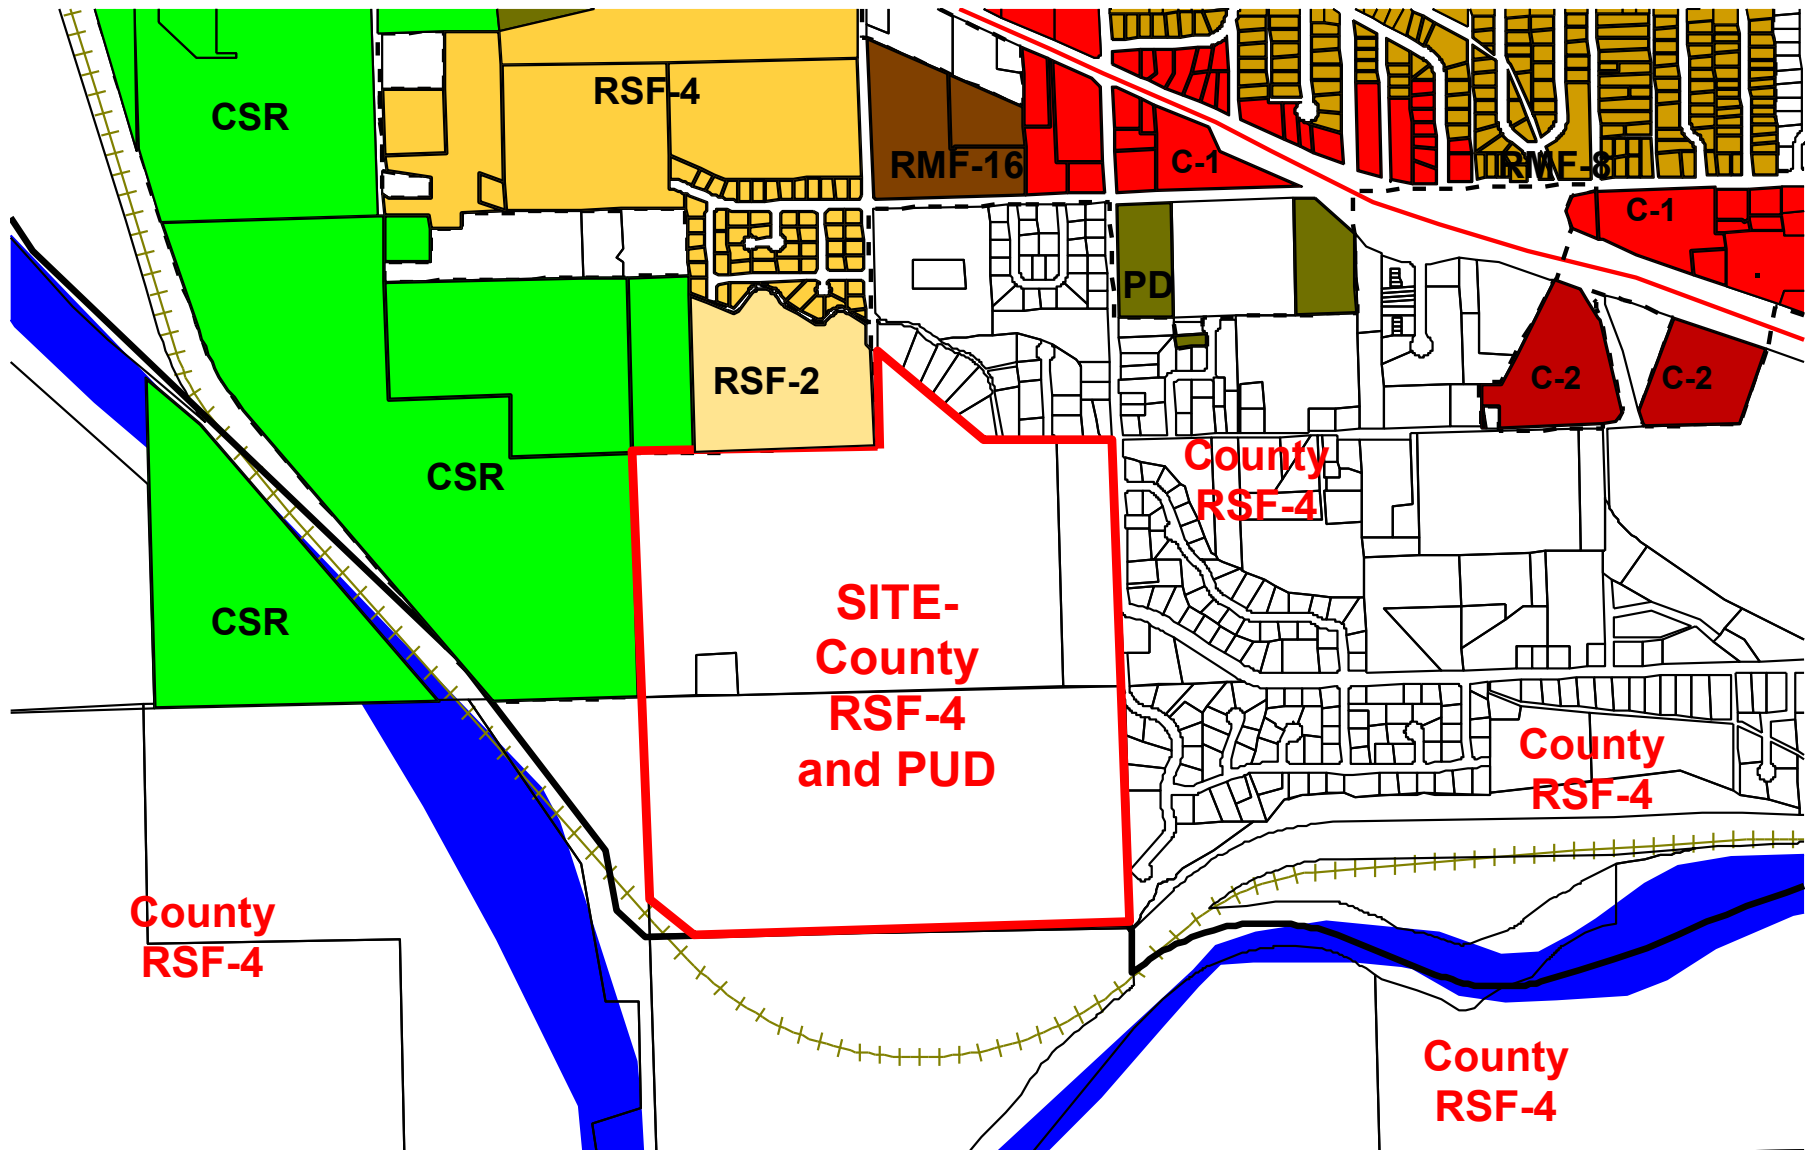 RSF-4
CSR
RMF-16
C-1
RMF-8
C-1
PD
RSF-2
C-2
C-2
CSR
County
RSF-4
CSR
SITE-
County
RSF-4
and PUD
County
RSF-4
County
RSF-4
County
RSF-4